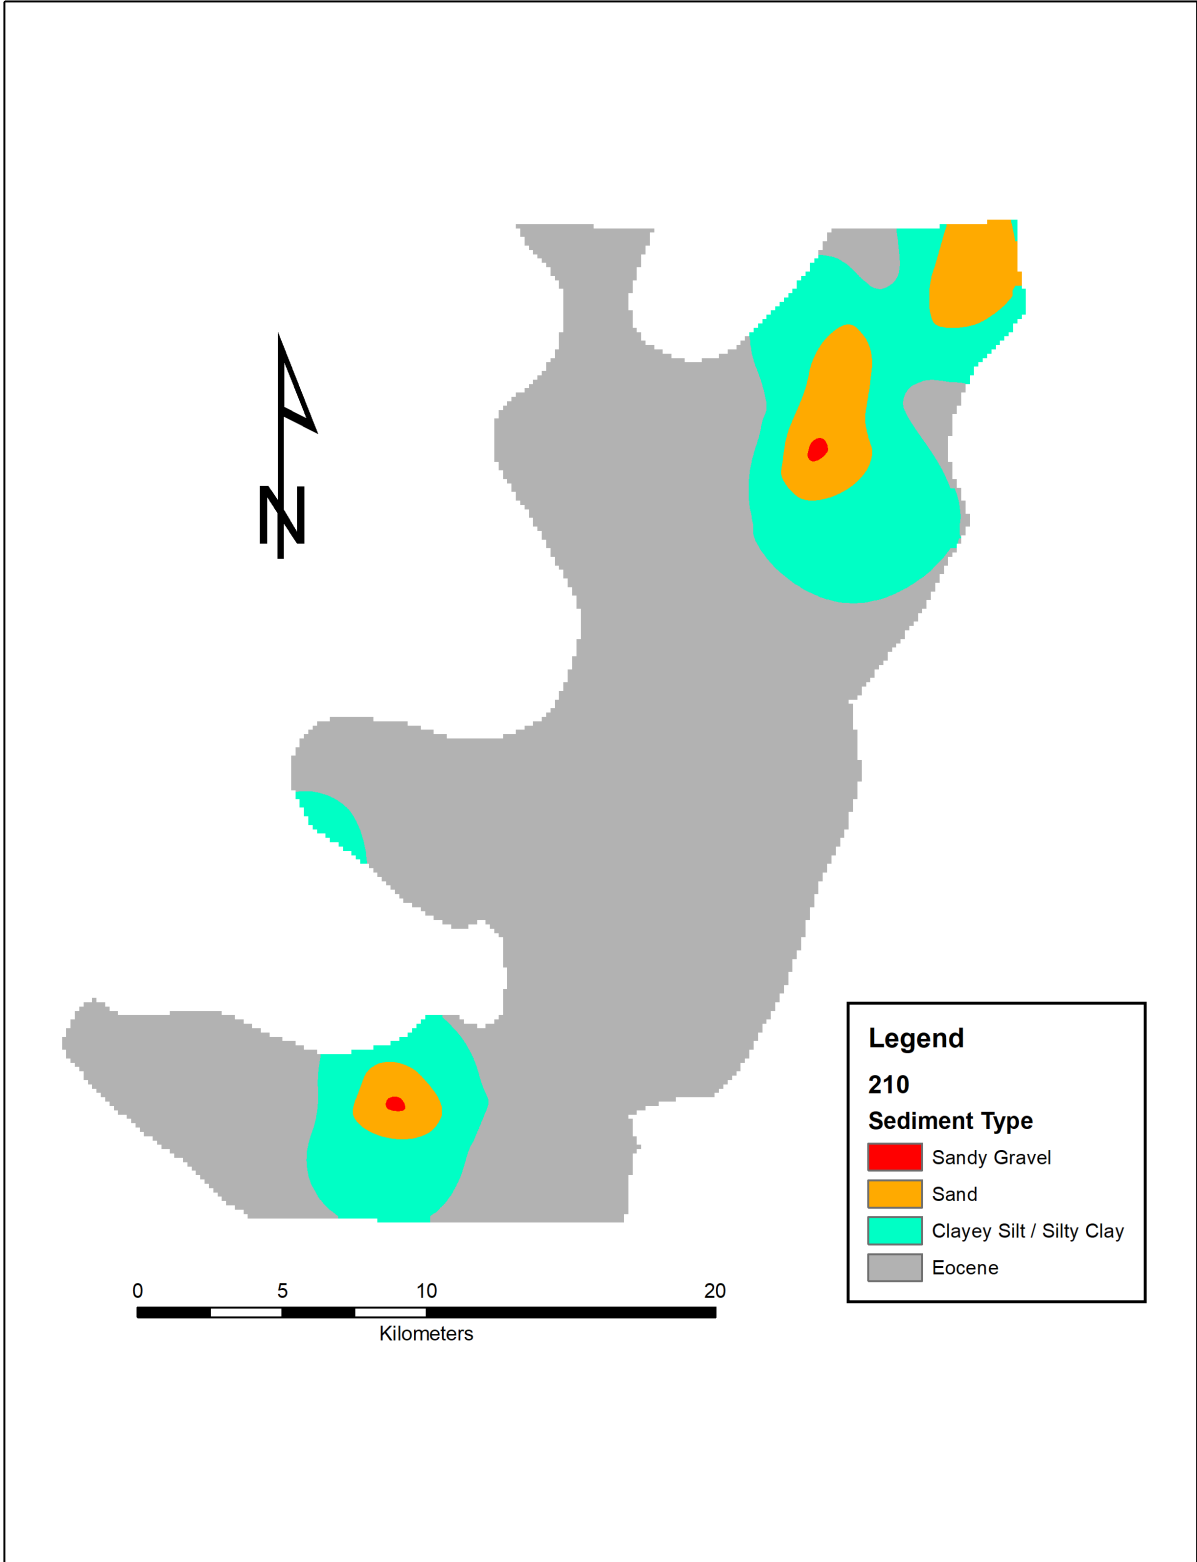 N
Legend
210
Sediment Type
Sandy Gravel
Sand
Clayey Silt / Silty Clay
Eocene
0 5 10 20
Kilometers